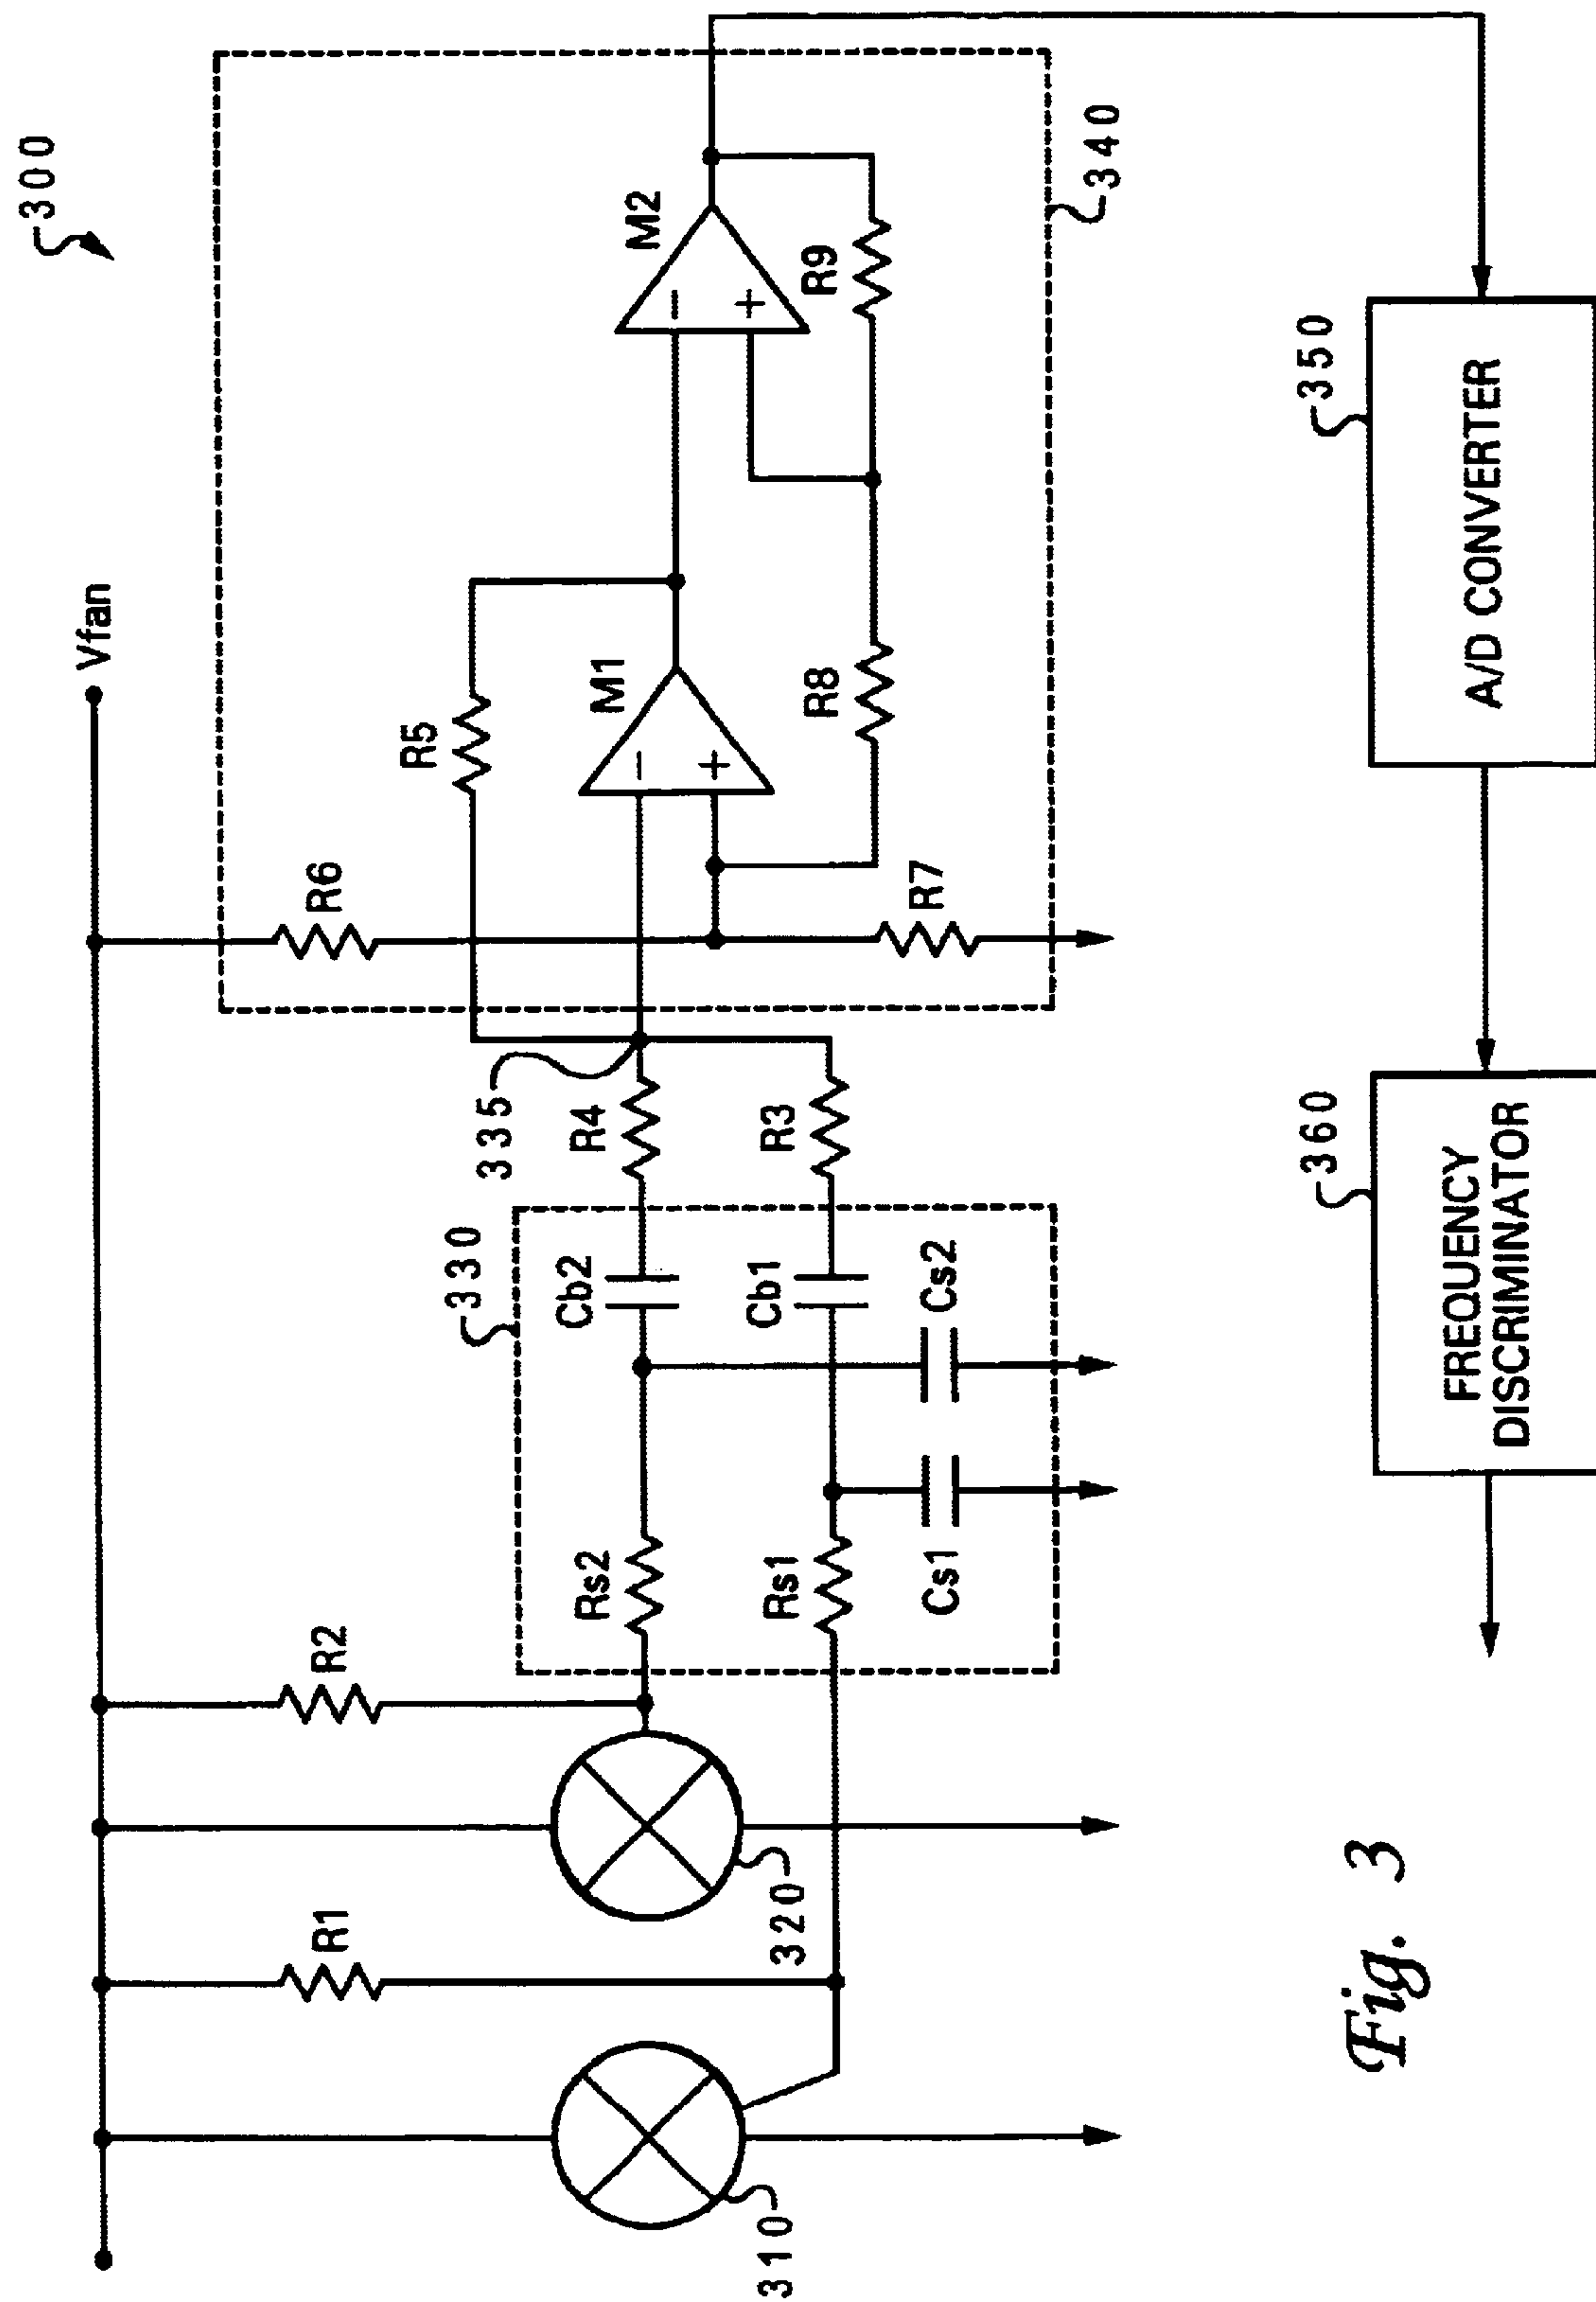 300
Vfan
R1
R2
R6
R5
M1
M2
−
+
−
+
R8
R9
R7
340
310
320
330
Rs2
Cb2
R4
335
Rs1
Cb1
R3
Cs1
Cs2
350
A/D CONVERTER
360
FREQUENCY
DISCRIMINATOR
Fig. 3